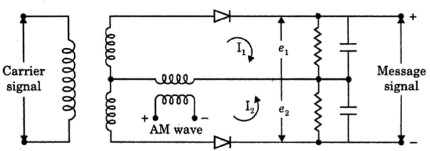 +
Carrier
signal
I₁
e₁
Message
signal
e₂
I₂
+ −
AM wave
−